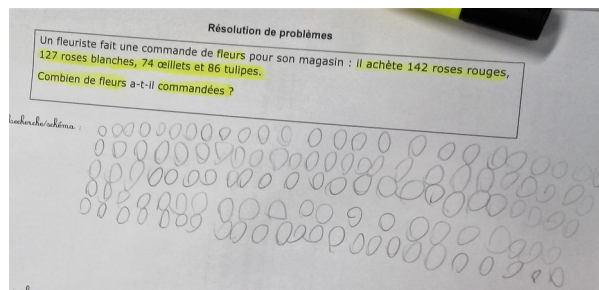 Résolution de problèmes
Un fleuriste fait une commande de fleurs pour son magasin : il achète 142 roses rouges,
127 roses blanches, 74 œillets et 86 tulipes.
Combien de fleurs a-t-il commandées ?
Recherche/schéma :